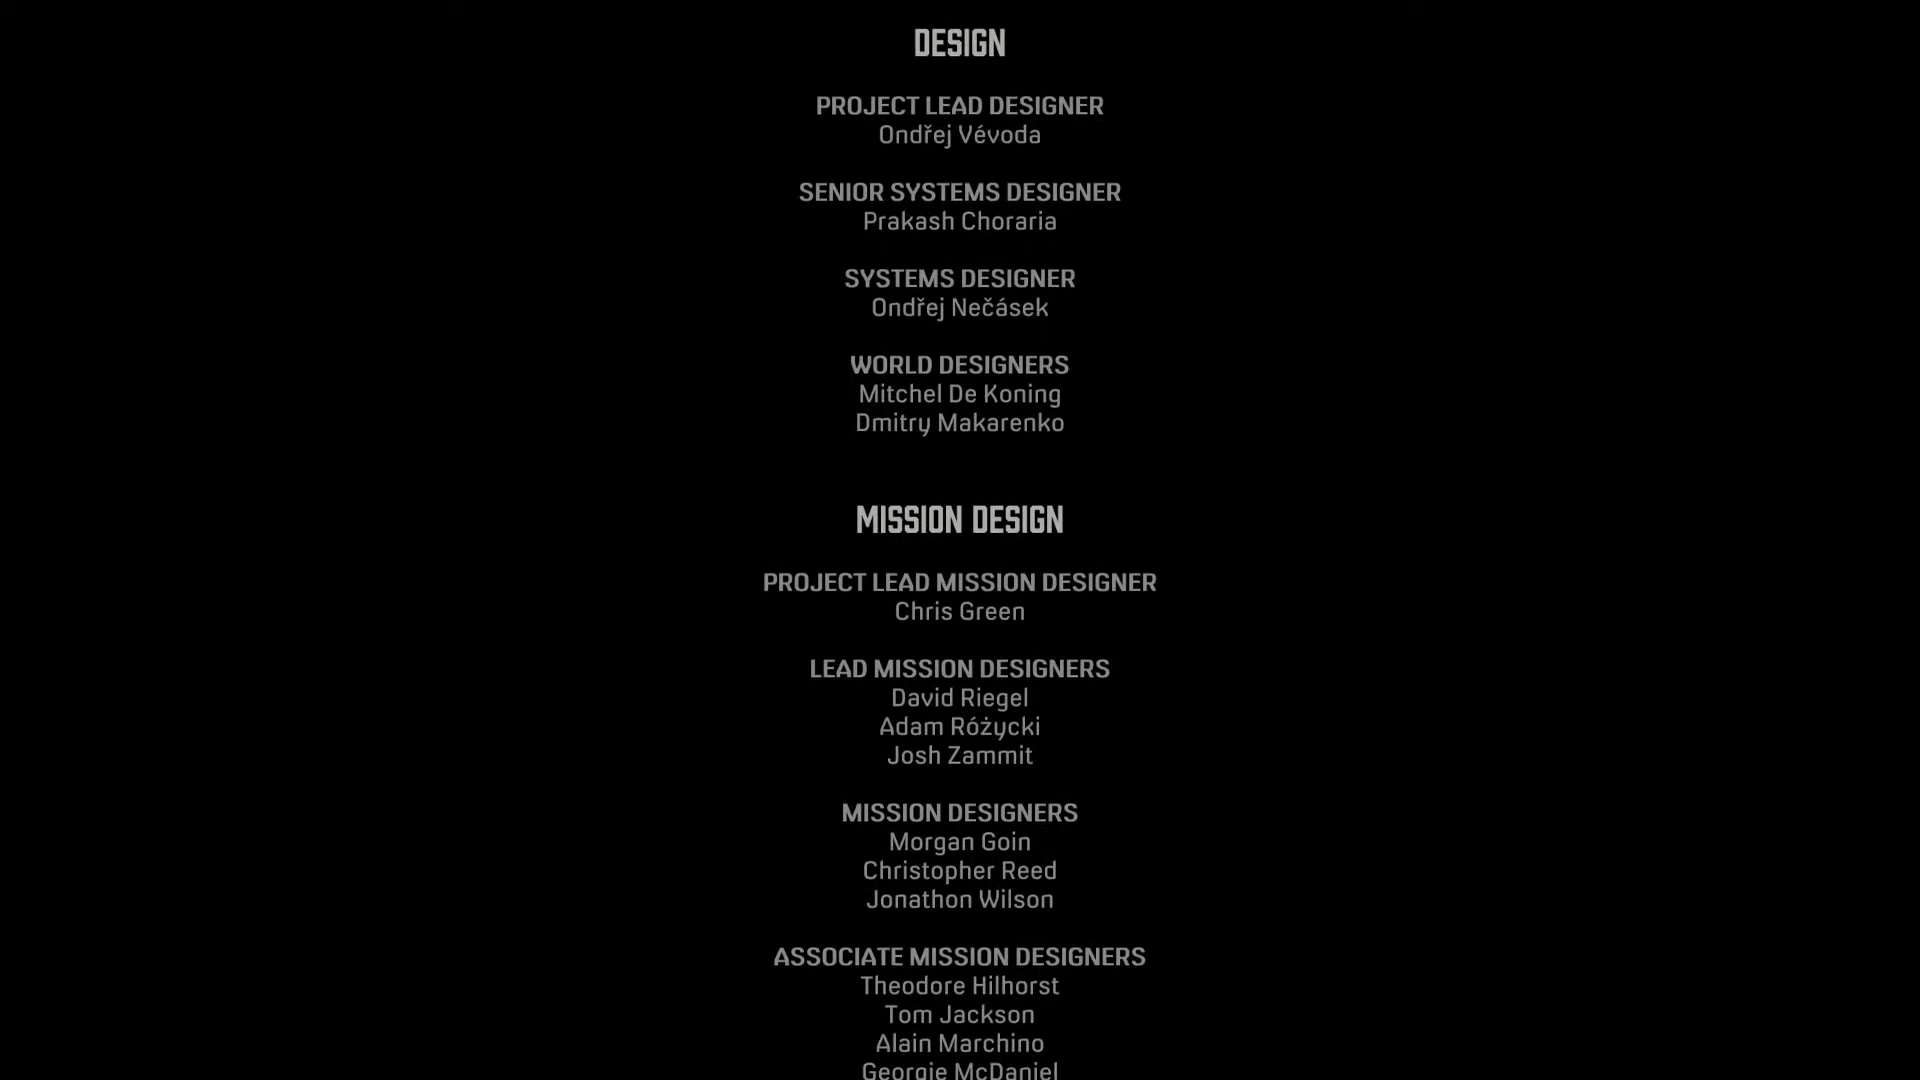 DESIGN
PROJECT LEAD DESIGNER
Ondřej Vévoda
SENIOR SYSTEMS DESIGNER
Prakash Choraria
SYSTEMS DESIGNER
Ondřej Nečásek
WORLD DESIGNERS
Mitchel De Koning
Dmitry Makarenko
MISSION DESIGN
PROJECT LEAD MISSION DESIGNER
Chris Green
LEAD MISSION DESIGNERS
David Riegel
Adam Różycki
Josh Zammit
MISSION DESIGNERS
Morgan Goin
Christopher Reed
Jonathon Wilson
ASSOCIATE MISSION DESIGNERS
Theodore Hilhorst
Tom Jackson
Alain Marchino
Georgie McDaniel